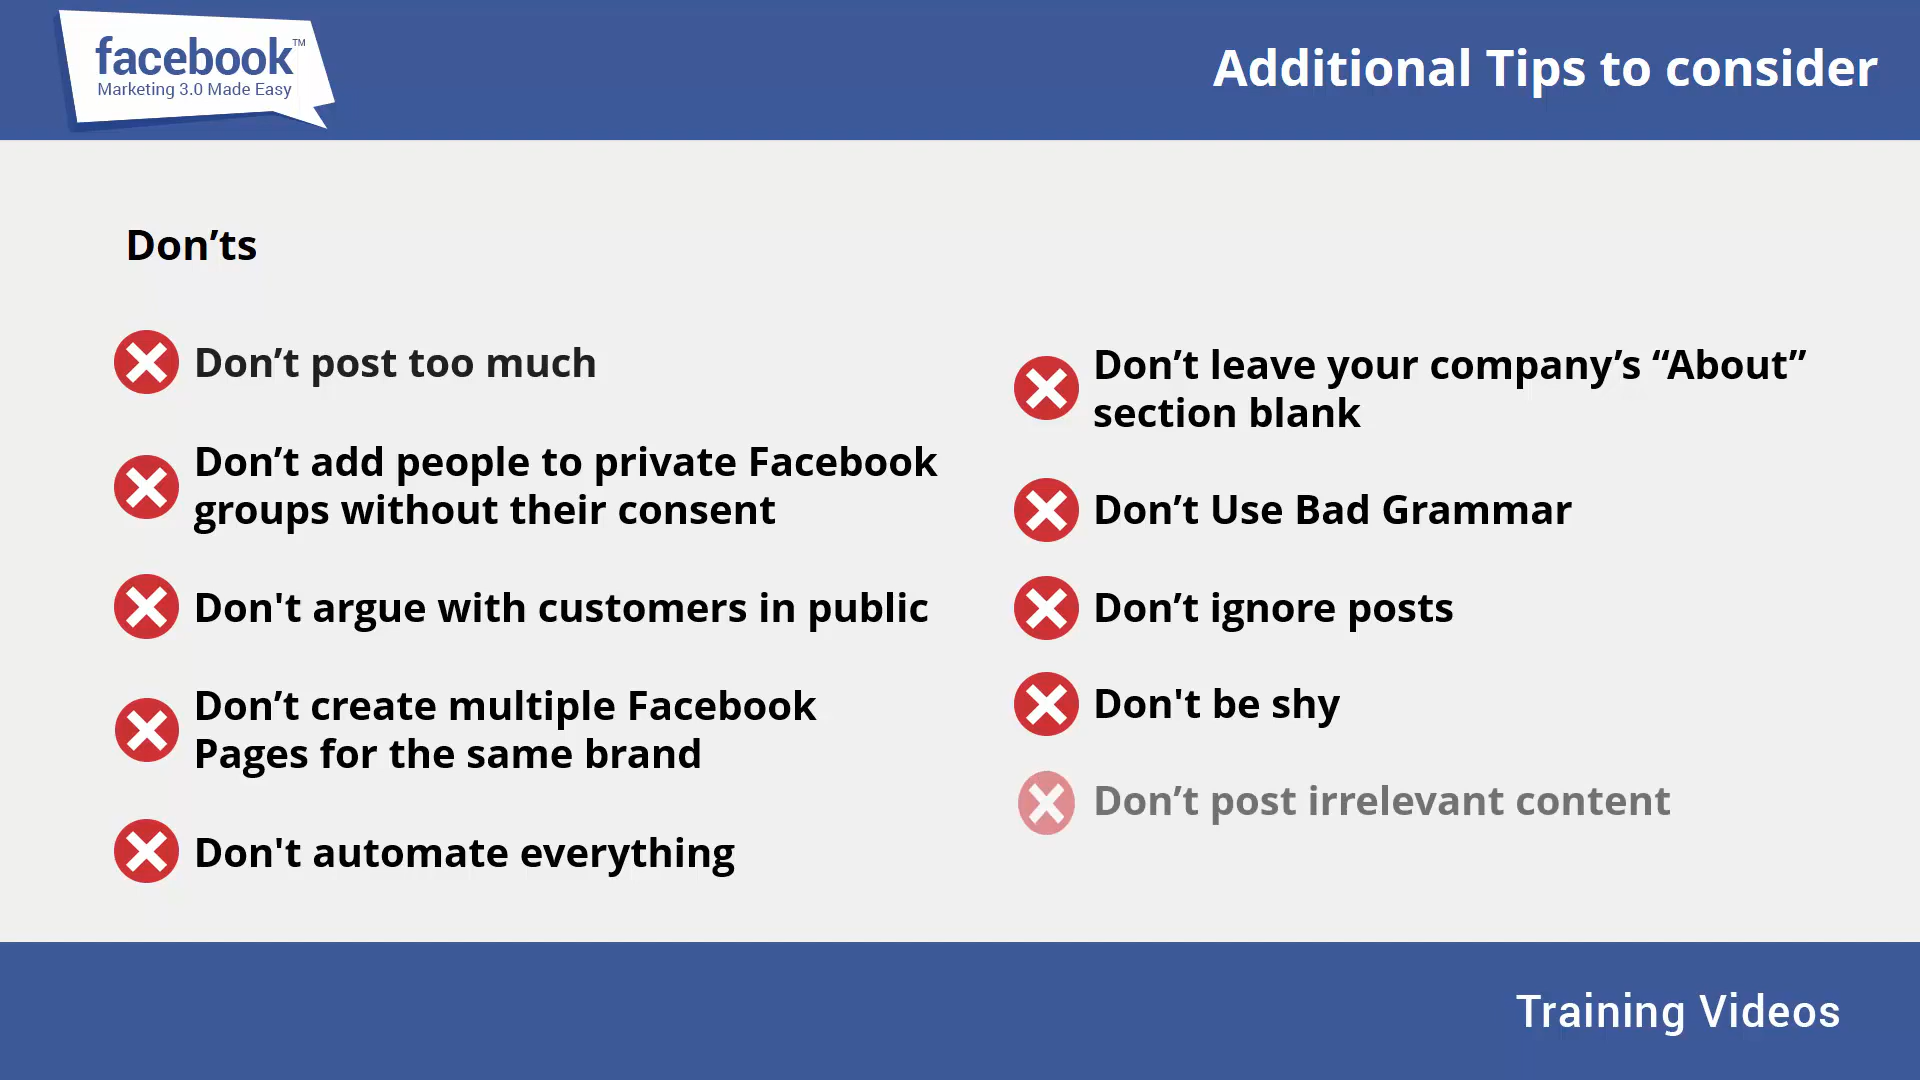 facebook™
Marketing 3.0 Made Easy
Additional Tips to consider
Don’ts
Don’t post too much
Don’t add people to private Facebook
groups without their consent
Don't argue with customers in public
Don’t create multiple Facebook
Pages for the same brand
Don't automate everything
Don’t leave your company’s “About”
section blank
Don’t Use Bad Grammar
Don’t ignore posts
Don't be shy
Don’t post irrelevant content
Training Videos